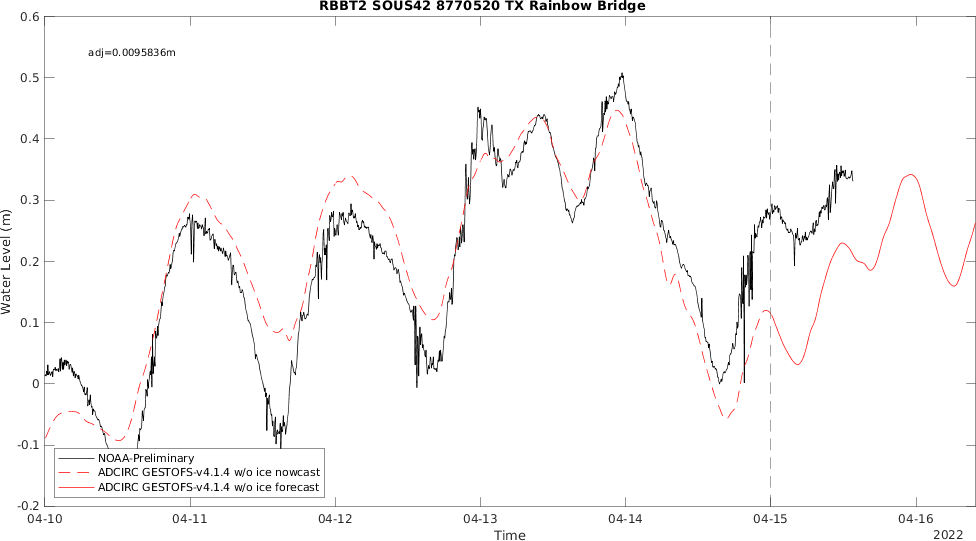 RBBT2 SOUS42 8770520 TX Rainbow Bridge
adj=0.0095836m
0.6
0.5
0.4
0.3
0.2
0.1
0
-0.1
-0.2
Water Level (m)
NOAA-Preliminary
ADCIRC GESTOFS-v4.1.4 w/o ice nowcast
ADCIRC GESTOFS-v4.1.4 w/o ice forecast
04-10 04-11 04-12 04-13 04-14 04-15 04-16
Time
2022